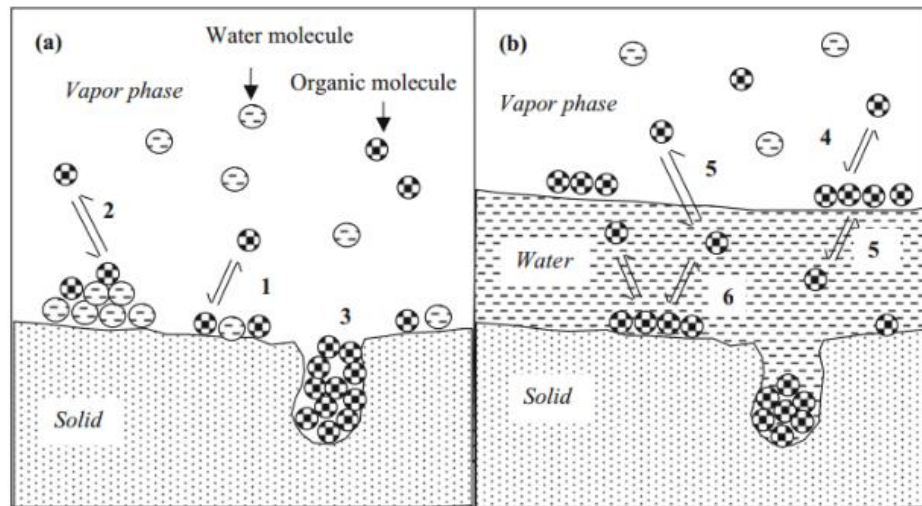 (a)
Water molecule
Vapor phase
Organic molecule
2
1
3
Solid
(b)
Vapor phase
4
5
Water
5
6
Solid